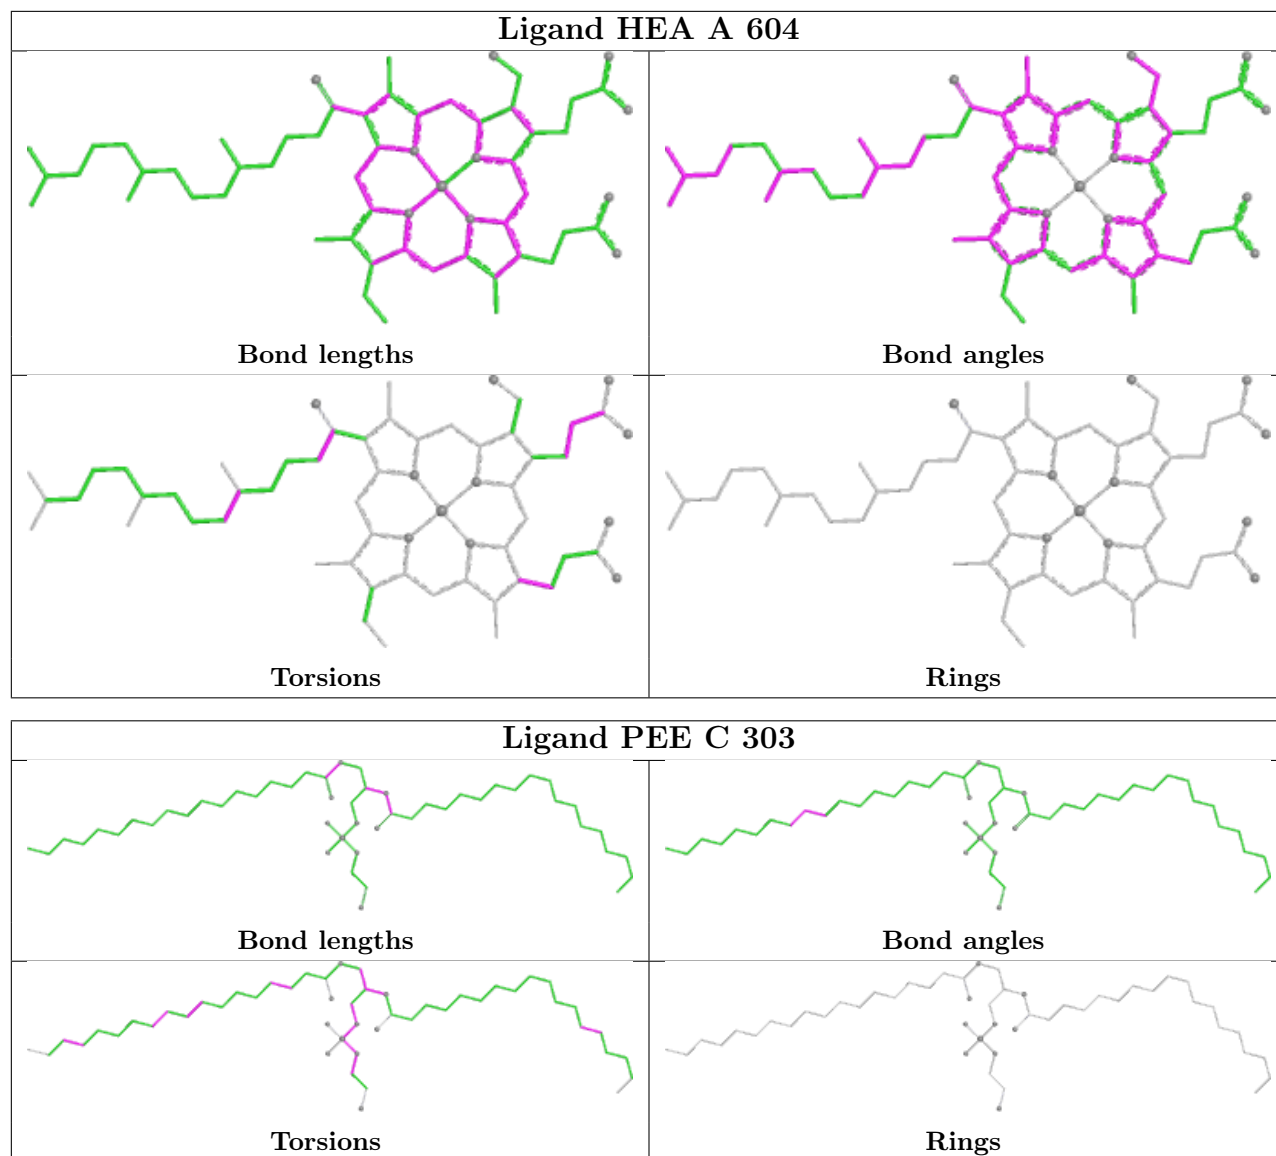 Ligand HEA A 604
Bond lengths
Bond angles
Torsions
Rings
Ligand PEE C 303
Bond lengths
Bond angles
Torsions
Rings